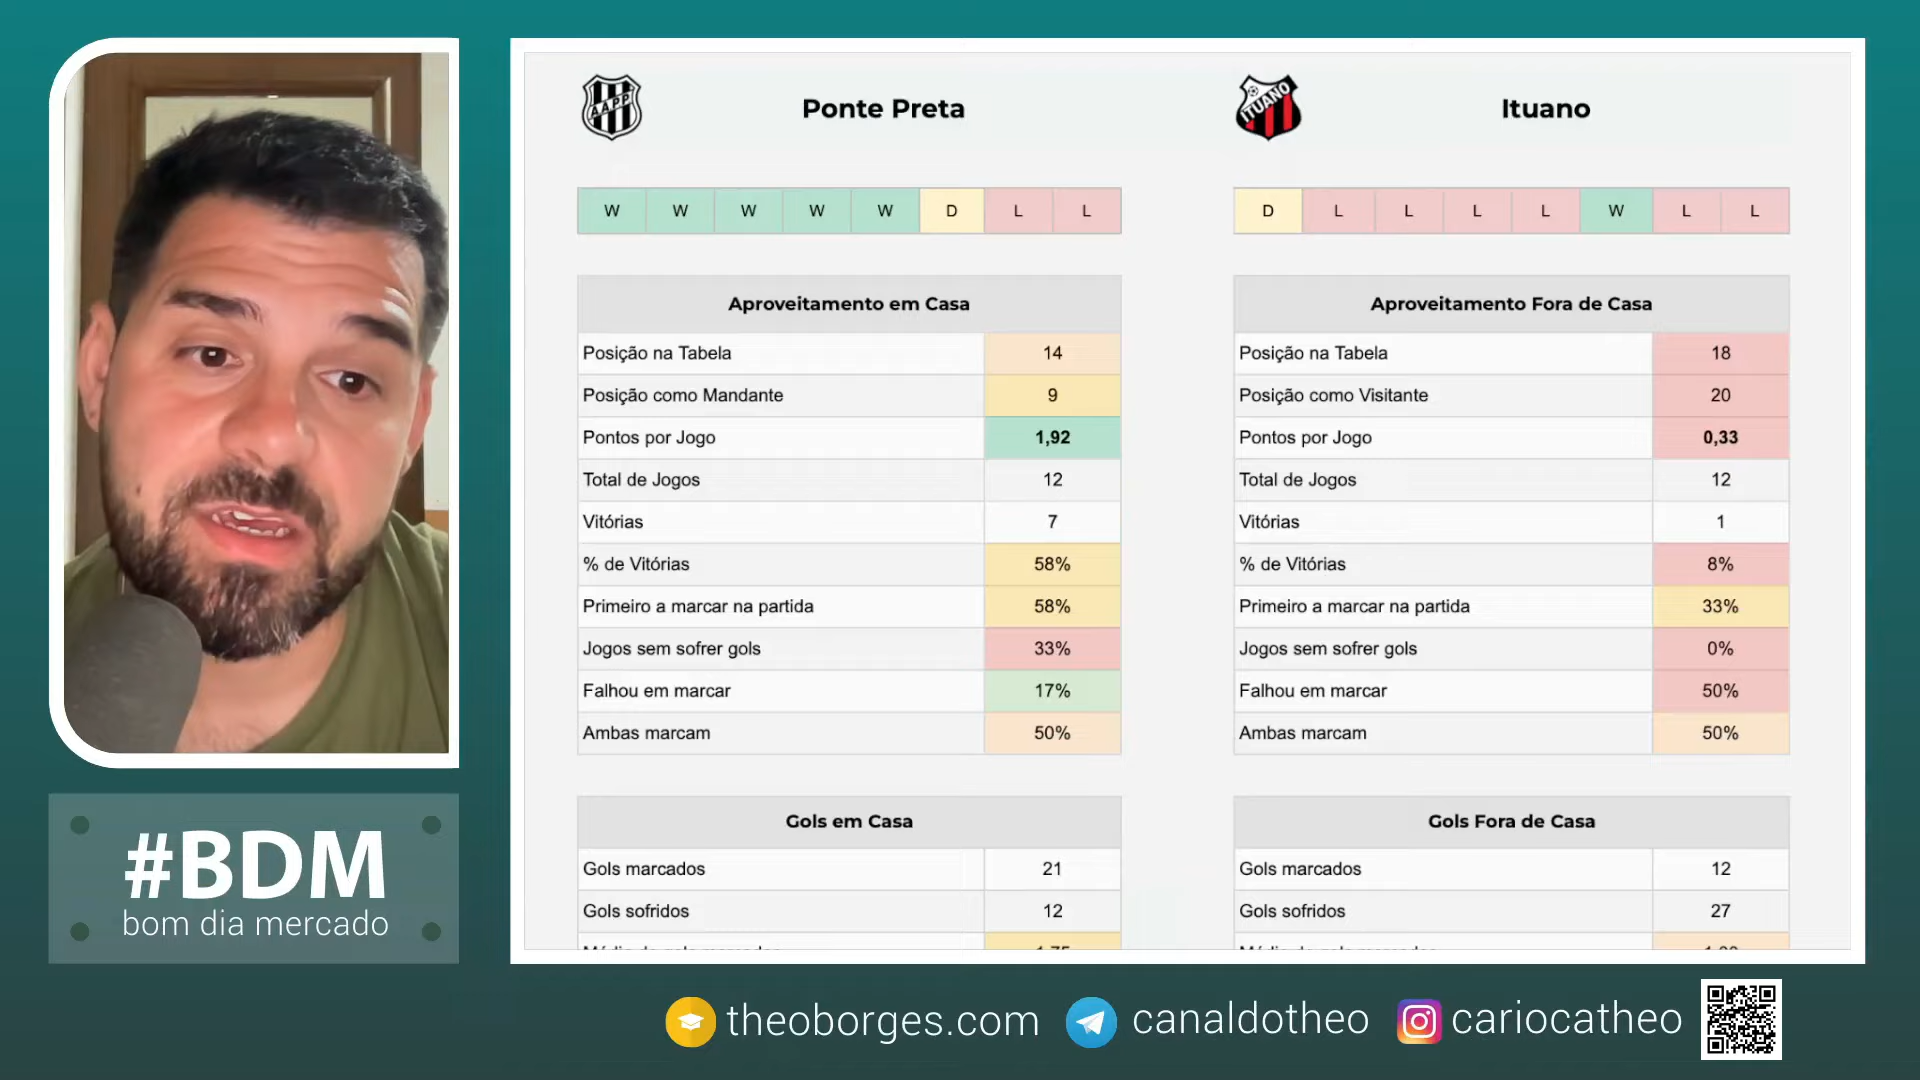 AAPP
Ponte Preta
ITUANO
Ituano
W W W W W D L L
D L L L L W L L
Aproveitamento em Casa
Posição na Tabela 14
Posição como Mandante 9
Pontos por Jogo 1,92
Total de Jogos 12
Vitórias 7
% de Vitórias 58%
Primeiro a marcar na partida 58%
Jogos sem sofrer gols 33%
Falhou em marcar 17%
Ambas marcam 50%
Aproveitamento Fora de Casa
Posição na Tabela 18
Posição como Visitante 20
Pontos por Jogo 0,33
Total de Jogos 12
Vitórias 1
% de Vitórias 8%
Primeiro a marcar na partida 33%
Jogos sem sofrer gols 0%
Falhou em marcar 50%
Ambas marcam 50%
Gols em Casa
Gols marcados 21
Gols sofridos 12
Gols Fora de Casa
Gols marcados 12
Gols sofridos 27
#BDM
bom dia mercado
theoborges.com
canaldotheo
cariocatheo